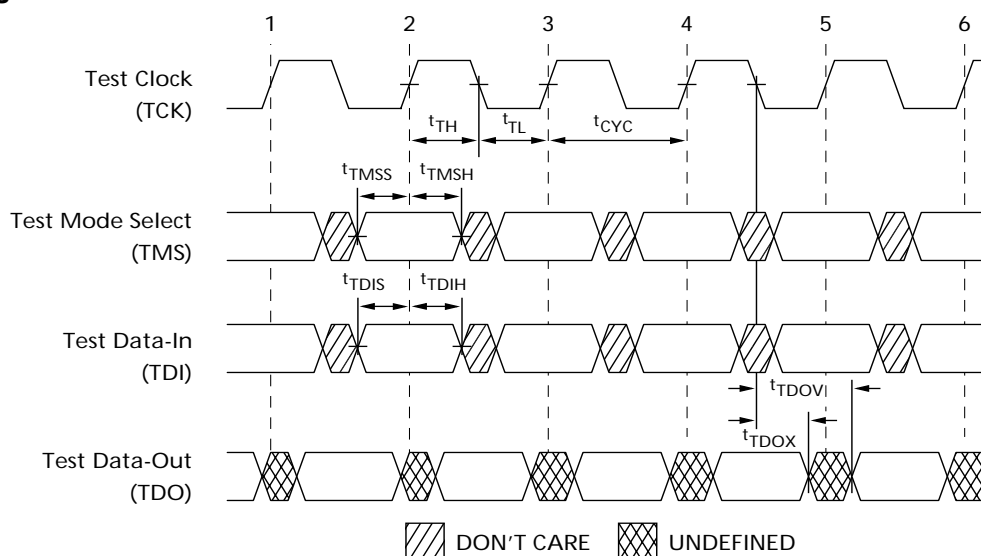 1 2 3 4 5 6
Test Clock
(TCK)
tTH tTL tCYC
tTMSS tTMSH
Test Mode Select
(TMS)
tTDIS tTDIH
Test Data-In
(TDI)
tTDOV
tTDOX
Test Data-Out
(TDO)
DON'T CARE UNDEFINED